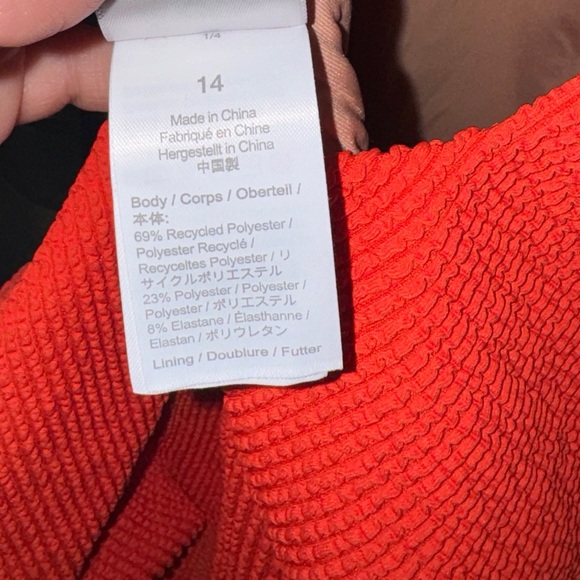 1/4
14
Made in China
Fabriqué en Chine
Hergestellt in China
中国製
Body / Corps / Oberteil /
本体:
69% Recycled Polyester /
Polyester Recyclé /
Recyceltes Polyester / リ
サイクルポリエステル
23% Polyester / Polyester /
Polyester / ポリエステル
8% Elastane / Élasthanne /
Elastan / ポリウレタン
Lining / Doublure / Futter